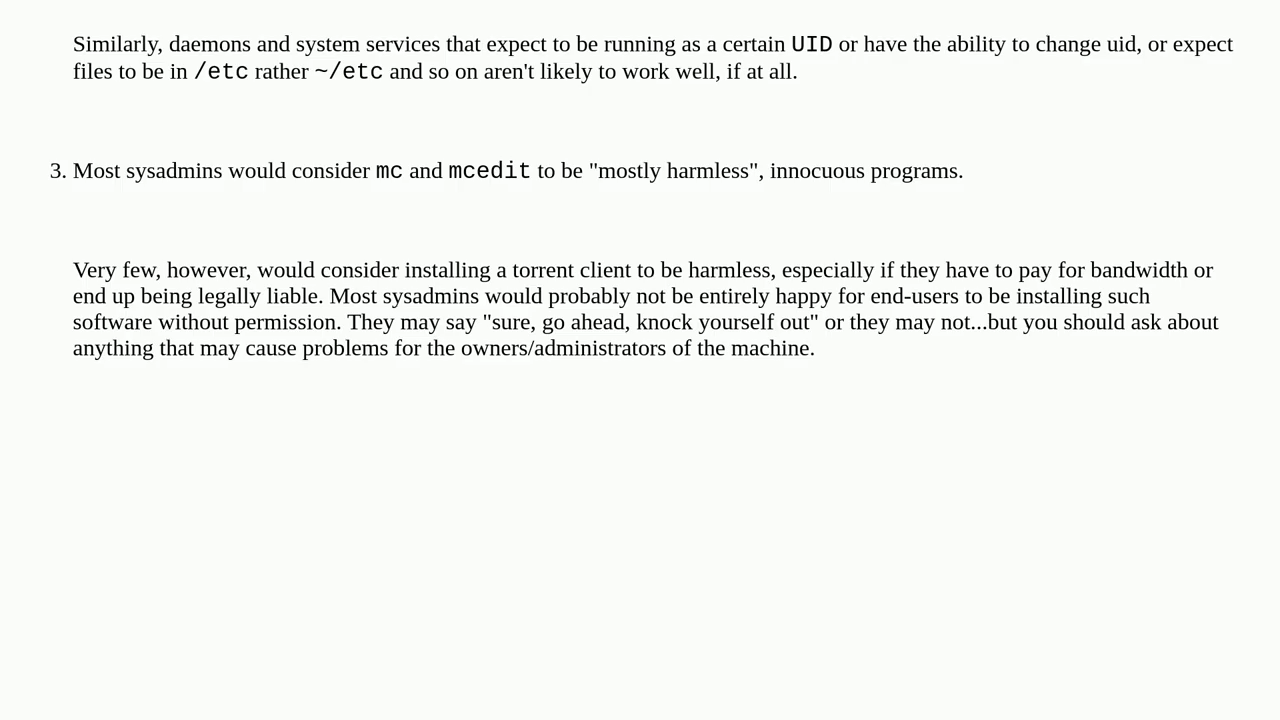 Similarly, daemons and system services that expect to be running as a certain UID or have the ability to change uid, or expect
files to be in /etc rather ~/etc and so on aren't likely to work well, if at all.
3. Most sysadmins would consider mc and mcedit to be "mostly harmless", innocuous programs.
Very few, however, would consider installing a torrent client to be harmless, especially if they have to pay for bandwidth or
end up being legally liable. Most sysadmins would probably not be entirely happy for end-users to be installing such
software without permission. They may say "sure, go ahead, knock yourself out" or they may not...but you should ask about
anything that may cause problems for the owners/administrators of the machine.